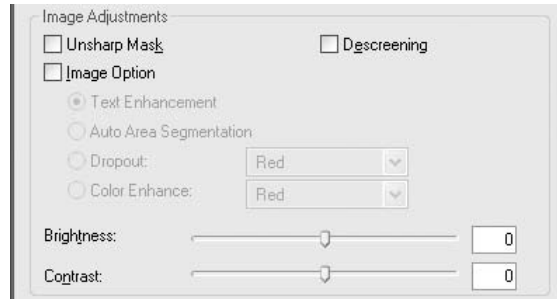 Image Adjustments
Unsharp Mask Descreening
Image Option
Text Enhancement
Auto Area Segmentation
Dropout: Red
Color Enhance: Red
Brightness: 0
Contrast: 0